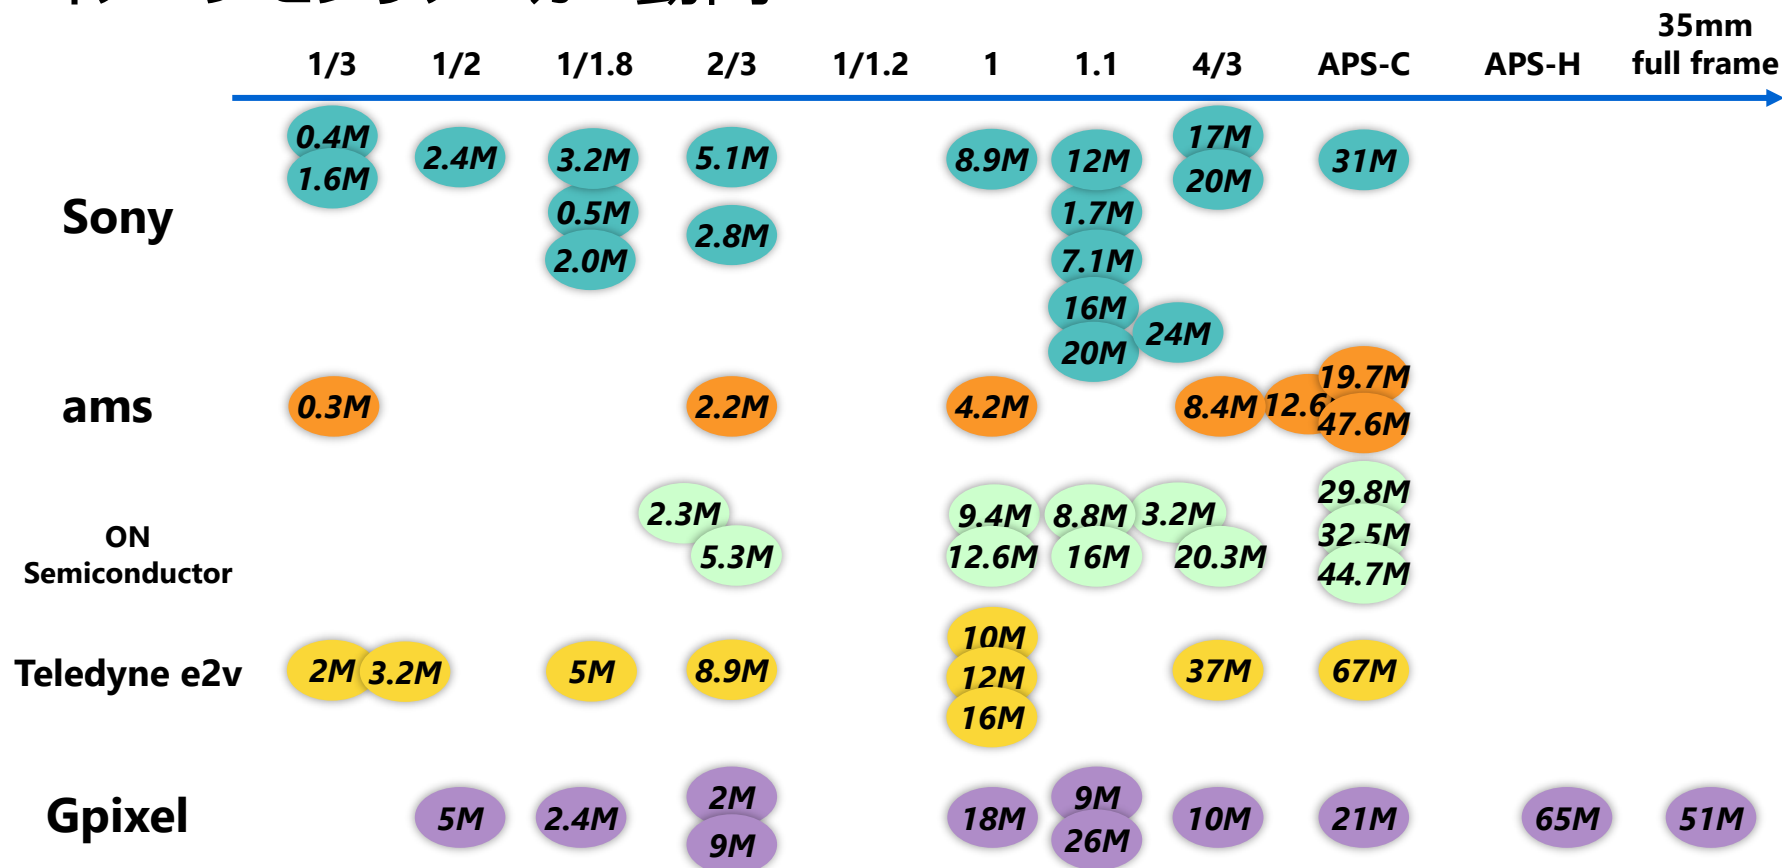 35mm
1/3 1/2 1/1.8 2/3 1/1.2 1 1.1 4/3 APS-C APS-H full frame
Sony
0.4M 2.4M 3.2M 5.1M 8.9M 12M 17M 31M
1.6M 20M
0.5M 2.8M 1.7M
2.0M 7.1M
16M 24M
20M
ams
0.3M 2.2M 4.2M 8.4M 12.6 19.7M
47.6M
ON
Semiconductor
2.3M 9.4M 8.8M 3.2M 29.8M
5.3M 12.6M 16M 20.3M 32.5M
44.7M
Teledyne e2v
2M 3.2M 5M 8.9M 10M 37M 67M
12M
16M
Gpixel
5M 2.4M 2M 18M 9M 10M 21M 65M 51M
9M 26M